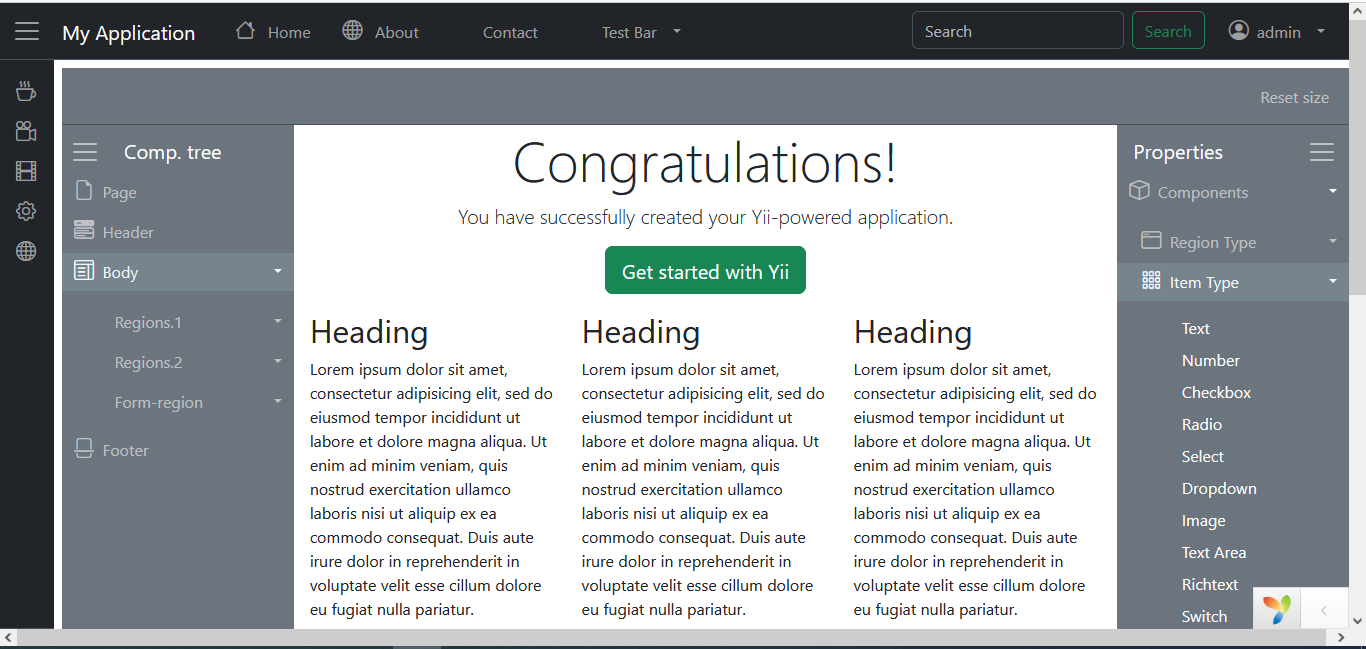 My Application Home About Contact Test Bar Search Search admin
Reset size
Comp. tree
Page
Header
Body
Regions.1
Regions.2
Form-region
Footer
Congratulations!
You have successfully created your Yii-powered application.
Get started with Yii
Heading
Lorem ipsum dolor sit amet,
consectetur adipisicing elit, sed do
eiusmod tempor incididunt ut
labore et dolore magna aliqua. Ut
enim ad minim veniam, quis
nostrud exercitation ullamco
laboris nisi ut aliquip ex ea
commodo consequat. Duis aute
irure dolor in reprehenderit in
voluptate velit esse cillum dolore
eu fugiat nulla pariatur.
Heading
Lorem ipsum dolor sit amet,
consectetur adipisicing elit, sed do
eiusmod tempor incididunt ut
labore et dolore magna aliqua. Ut
enim ad minim veniam, quis
nostrud exercitation ullamco
laboris nisi ut aliquip ex ea
commodo consequat. Duis aute
irure dolor in reprehenderit in
voluptate velit esse cillum dolore
eu fugiat nulla pariatur.
Heading
Lorem ipsum dolor sit amet,
consectetur adipisicing elit, sed do
eiusmod tempor incididunt ut
labore et dolore magna aliqua. Ut
enim ad minim veniam, quis
nostrud exercitation ullamco
laboris nisi ut aliquip ex ea
commodo consequat. Duis aute
irure dolor in reprehenderit in
voluptate velit esse cillum dolore
eu fugiat nulla pariatur.
Properties
Components
Region Type
Item Type
Text
Number
Checkbox
Radio
Select
Dropdown
Image
Text Area
Richtext
Switch